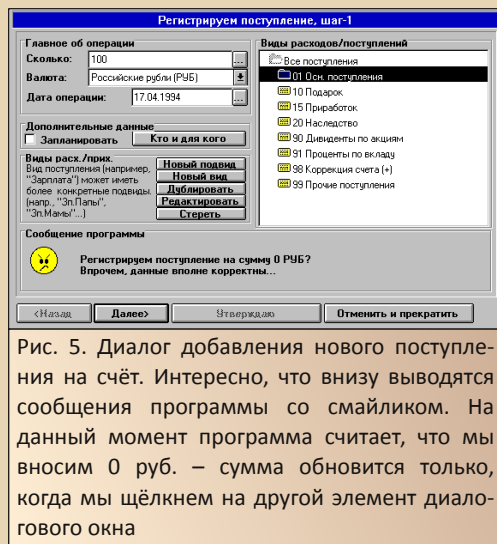 Регистрируем поступление, шаг-1
Главное об операции
Сколько: 100 ...
Валюта: Российские рубли (РУБ)
Дата операции: 17.04.1994 ...
Дополнительные данные
Запланировать Кто и для кого
Виды расх./прих.
Вид поступления (например,
"Зарплата") может иметь
более конкретные подвиды.
(напр., "Зп.Папы",
"Зп.Мамы"...)
Новый подвид
Новый вид
Дублировать
Редактировать
Стереть
Виды расходов/поступлений
Все поступления
01 Осн. поступления
10 Подарок
15 Приработок
20 Наследство
90 Дивиденты по акциям
91 Проценты по вкладу
98 Коррекция счета (+)
99 Прочие поступления
Сообщение программы
Регистрируем поступление на сумму 0 РУБ?
Впрочем, данные вполне корректны...
<Назад Далее> Утверждаю Отменить и прекратить
Рис. 5. Диалог добавления нового поступле-
ния на счёт. Интересно, что внизу выводятся
сообщения программы со смайликом. На
данный момент программа считает, что мы
вносим 0 руб. – сумма обновится только,
когда мы щёлкнем на другой элемент диало-
гового окна